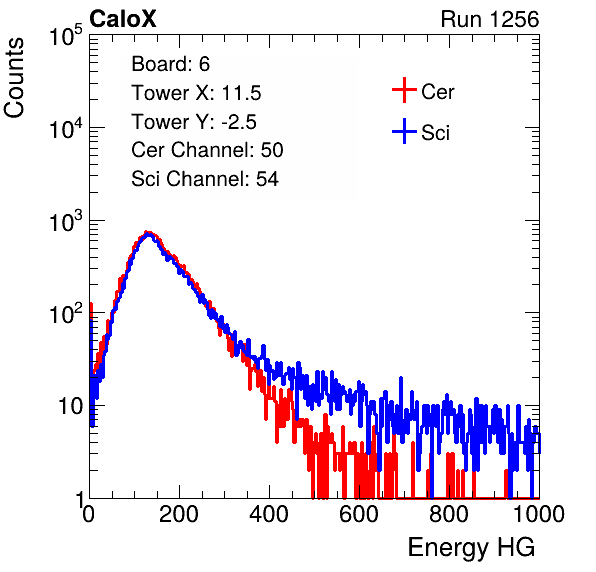 CaloX Run 1256
Counts
10^5
10^4
10^3
10^2
10
1
Board: 6
Tower X: 11.5
Tower Y: -2.5
Cer Channel: 50
Sci Channel: 54
Cer
Sci
0 200 400 600 800 1000
Energy HG